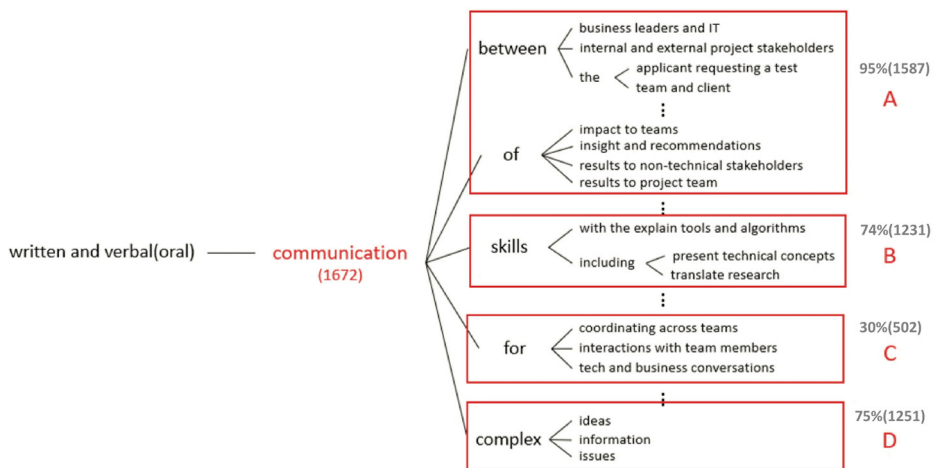 between
business leaders and IT
internal and external project stakeholders
the
applicant requesting a test
team and client
95%(1587)
A
of
impact to teams
insight and recommendations
results to non-technical stakeholders
results to project team
written and verbal(oral)
communication
(1672)
skills
with the explain tools and algorithms
including
present technical concepts
translate research
74%(1231)
B
for
coordinating across teams
interactions with team members
tech and business conversations
30%(502)
C
complex
ideas
information
issues
75%(1251)
D